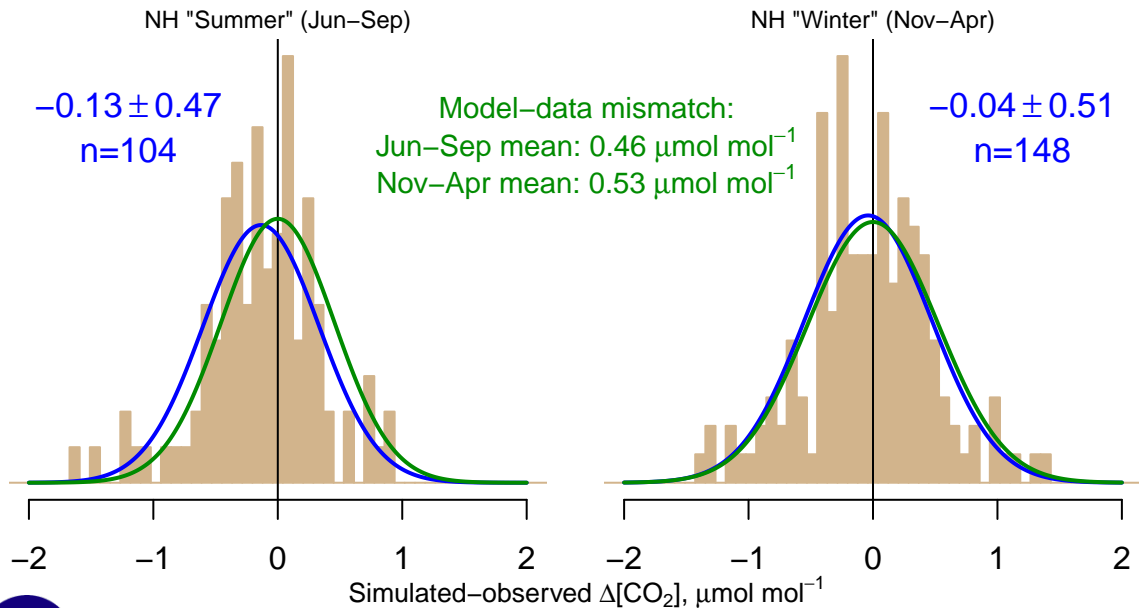 NH "Summer" (Jun−Sep)
NH "Winter" (Nov−Apr)
−0.13 ± 0.47
n=104
Model−data mismatch:
Jun−Sep mean: 0.46 μmol mol⁻¹
Nov−Apr mean: 0.53 μmol mol⁻¹
−0.04 ± 0.51
n=148
−2 −1 0 1 2
−2 −1 0 1 2
Simulated−observed Δ[CO₂], μmol mol⁻¹